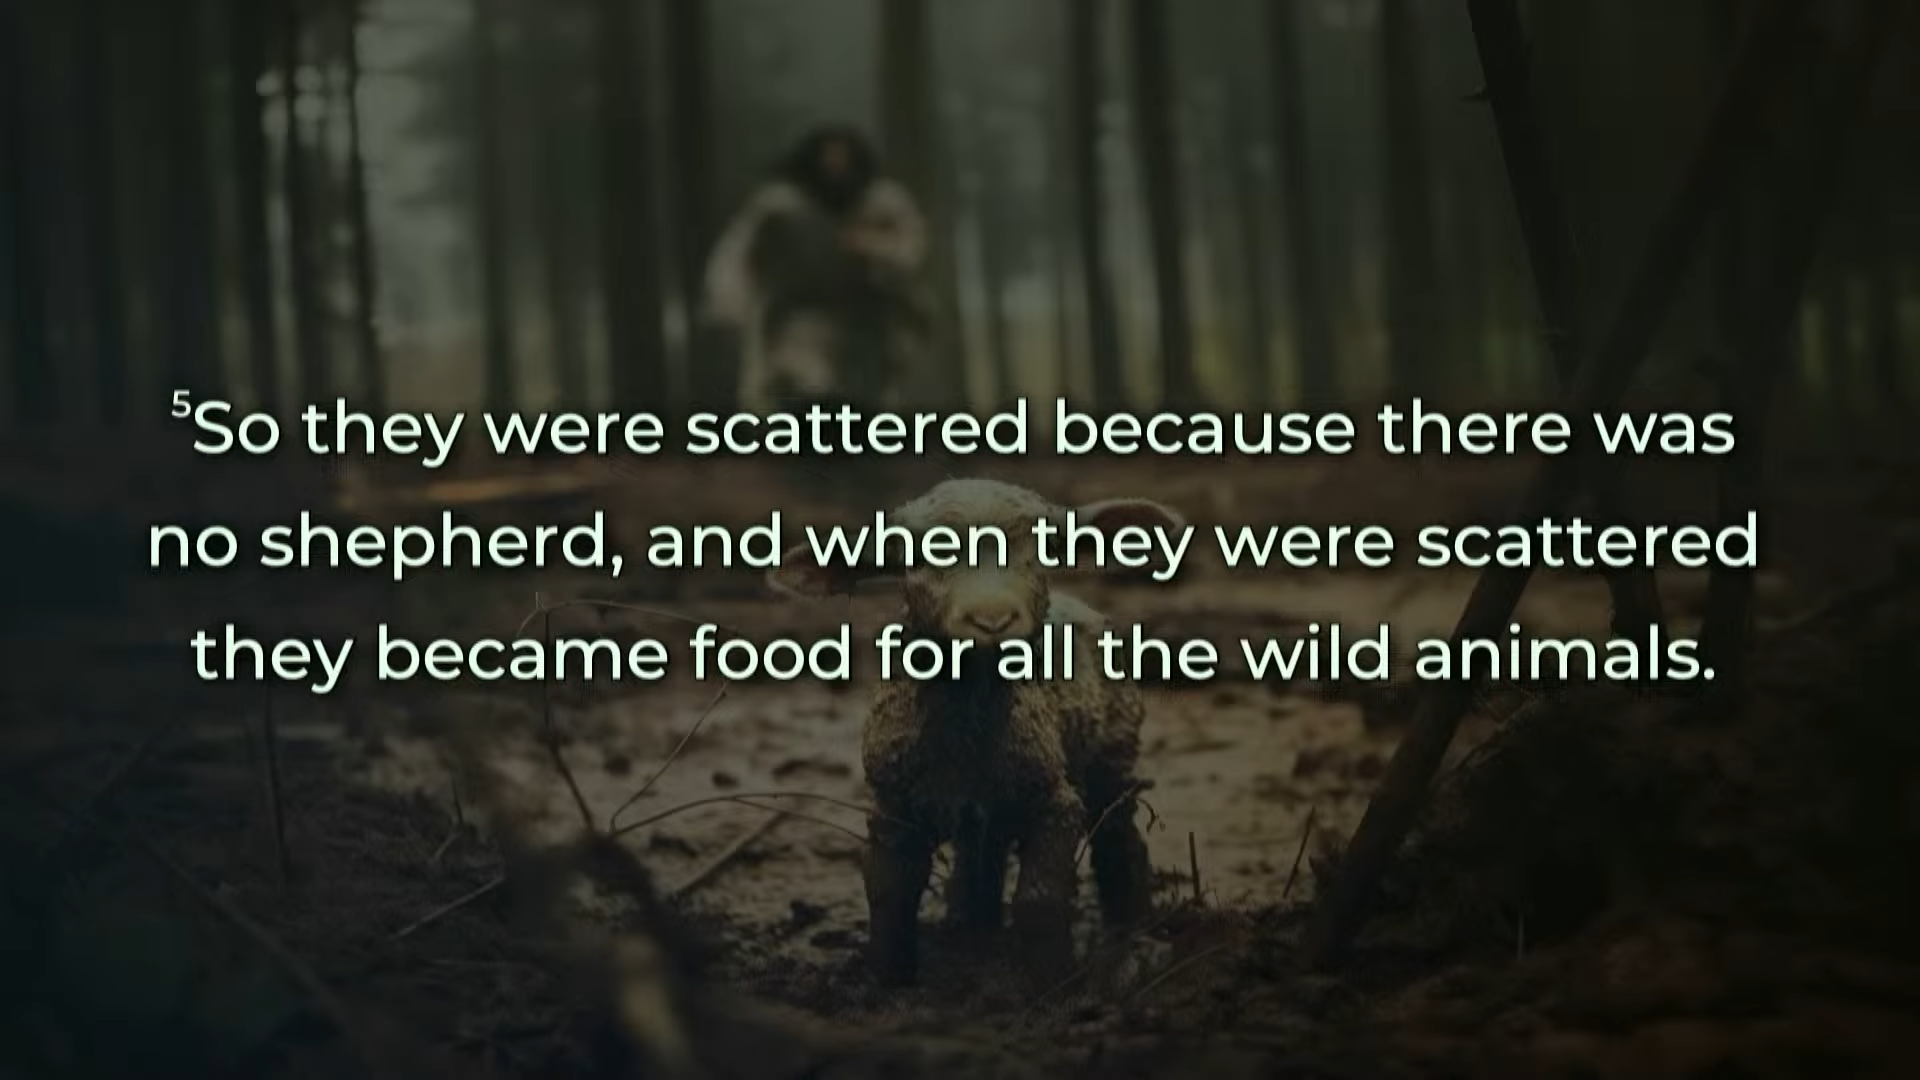 ⁵So they were scattered because there was
no shepherd, and when they were scattered
they became food for all the wild animals.